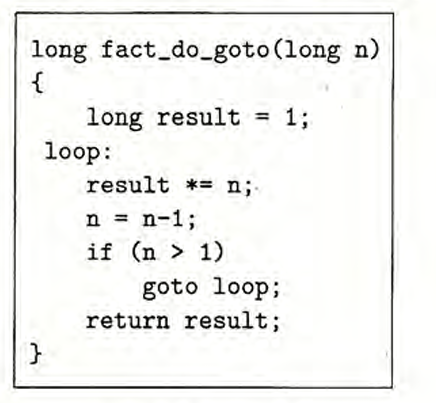 long fact_do_goto(long n)
{
    long result = 1;
 loop:
    result *= n;
    n = n-1;
    if (n > 1)
        goto loop;
    return result;
}